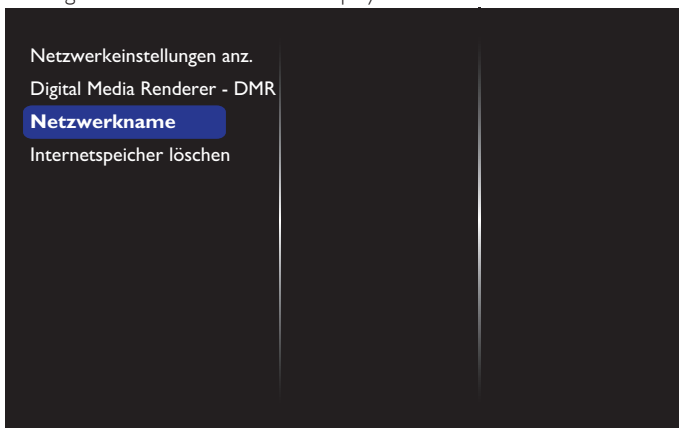 Netzwerkeinstellungen anz.
Digital Media Renderer - DMR
Netzwerkname
Internetspeicher löschen